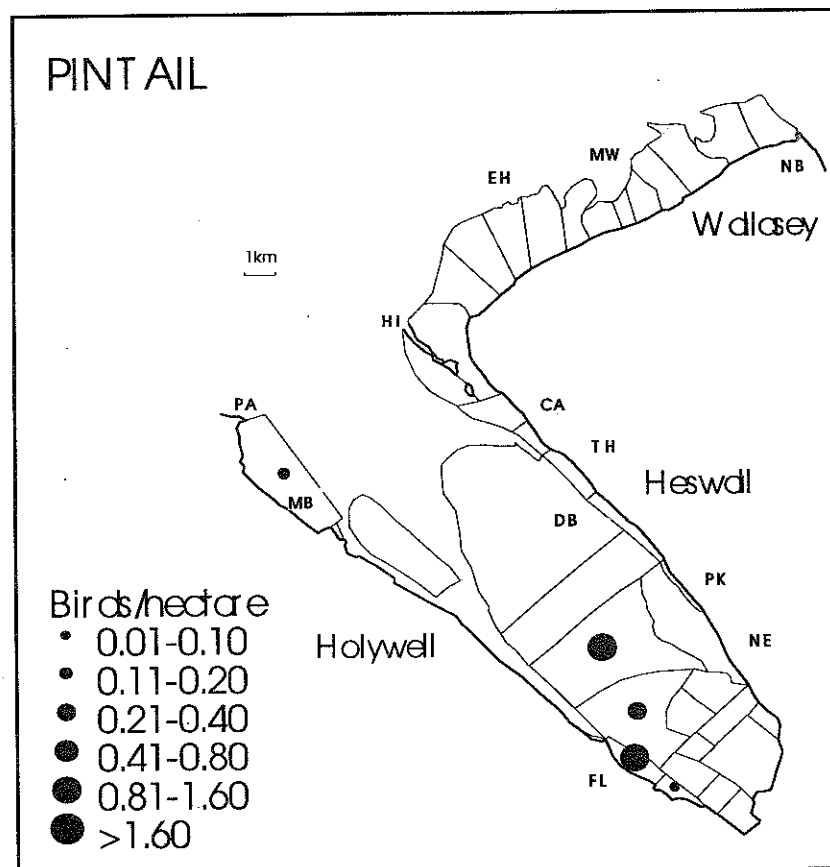 PINTAIL
MW
EH
NB
Wallasey
1km
HI
PA
CA
TH
Heswall
MB
DB
PK
Birds/hectare
NE
0.01-0.10
Holywell
0.11-0.20
0.21-0.40
0.41-0.80
FL
0.81-1.60
>1.60